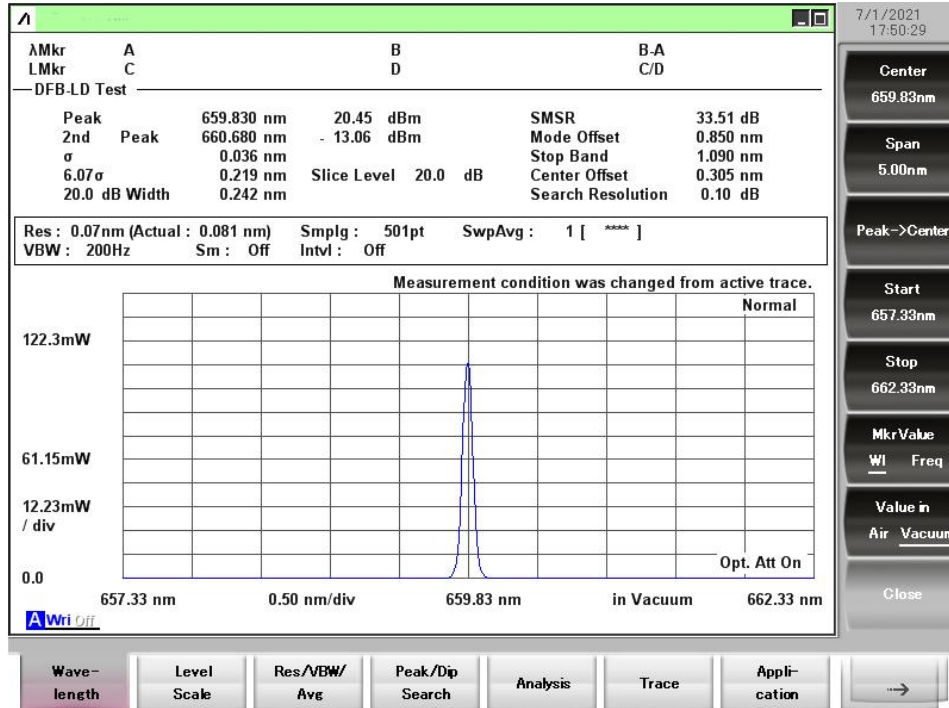 7/1/2021
17:50:29
λMkr A B B-A
LMkr C D C/D
DFB-LD Test
Peak 659.830 nm 20.45 dBm SMSR 33.51 dB
2nd Peak 660.680 nm - 13.06 dBm Mode Offset 0.850 nm
σ 0.036 nm Stop Band 1.090 nm
6.07σ 0.219 nm Slice Level 20.0 dB Center Offset 0.305 nm
20.0 dB Width 0.242 nm Search Resolution 0.10 dB
Res : 0.07nm (Actual : 0.081 nm) Smplg : 501pt SwpAvg : 1 [ **** ]
VBW : 200Hz Sm : Off Intvl : Off
Measurement condition was changed from active trace.
Normal
122.3mW
61.15mW
12.23mW
/ div
Opt. Att On
0.0
657.33 nm 0.50 nm/div 659.83 nm in Vacuum 662.33 nm
A Wri Off
Center
659.83nm
Span
5.00nm
Peak->Center
Start
657.33nm
Stop
662.33nm
MkrValue
Wl Freq
Value in
Air Vacuum
Close
Wave-
length
Level
Scale
Res/VBW/
Avg
Peak/Dip
Search
Analysis
Trace
Appli-
cation
→